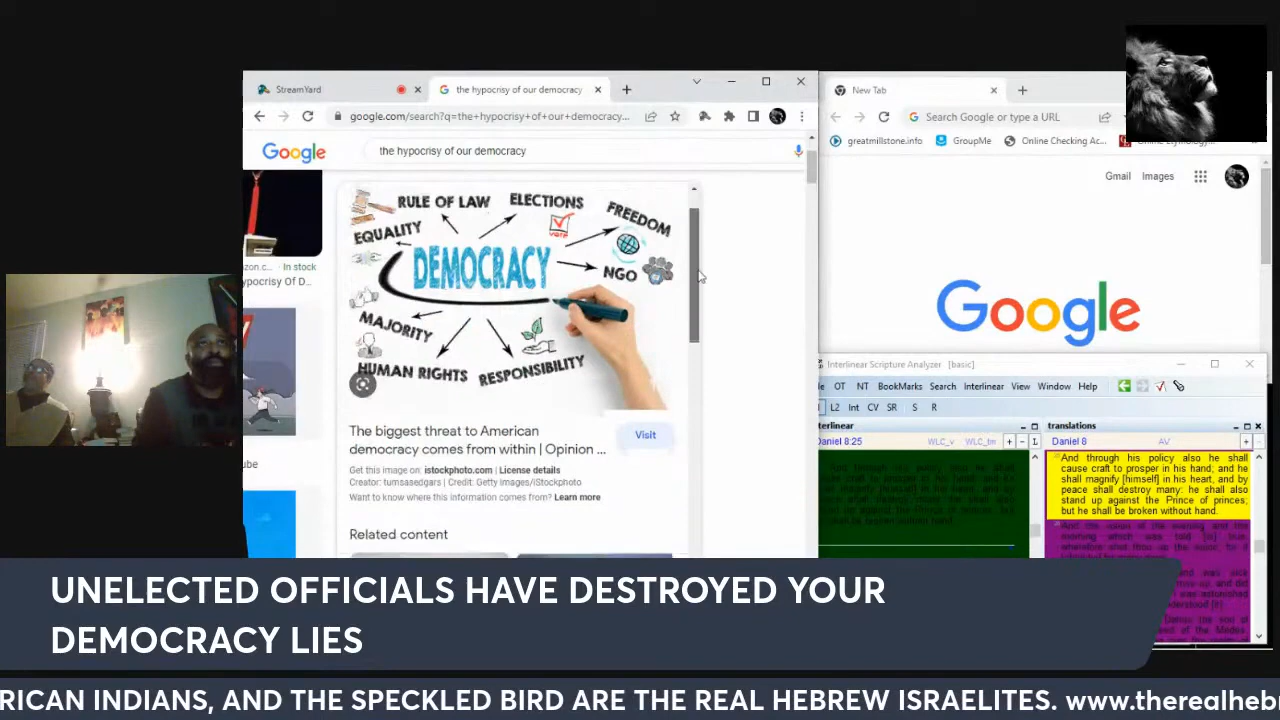 StreamYard
the hypocrisy of our democracy
New Tab
google.com/search?q=the+hypocrisy+of+our+democracy...
Search Google or type a URL
greatmillstone.info
GroupMe
Online Checking Ac...
Google
the hypocrisy of our democracy
Gmail
Images
RULE OF LAW
ELECTIONS
FREEDOM
EQUALITY
VOTE
DEMOCRACY
NGO
MAJORITY
HUMAN RIGHTS
RESPONSIBILITY
In stock
Google
The biggest threat to American
democracy comes from within | Opinion ...
Visit
Get this image on: istockphoto.com | License details
Creator: tumsasedgars | Credit: Getty Images/iStockphoto
Want to know where this information comes from? Learn more
Related content
Interlinear Scripture Analyzer [basic]
OT NT BookMarks Search Interlinear View Window Help
L2 Int CV SR S R
translations
Daniel 8:25 WLC_v WLC_tm
Daniel 8 AV
And through his policy also he shall
cause craft to prosper in his hand; and he
shall magnify [himself] in his heart, and by
peace shall destroy many: he shall also
stand up against the Prince of princes;
but he shall be broken without hand.
UNELECTED OFFICIALS HAVE DESTROYED YOUR
DEMOCRACY LIES
RICAN INDIANS, AND THE SPECKLED BIRD ARE THE REAL HEBREW ISRAELITES. www.therealheb